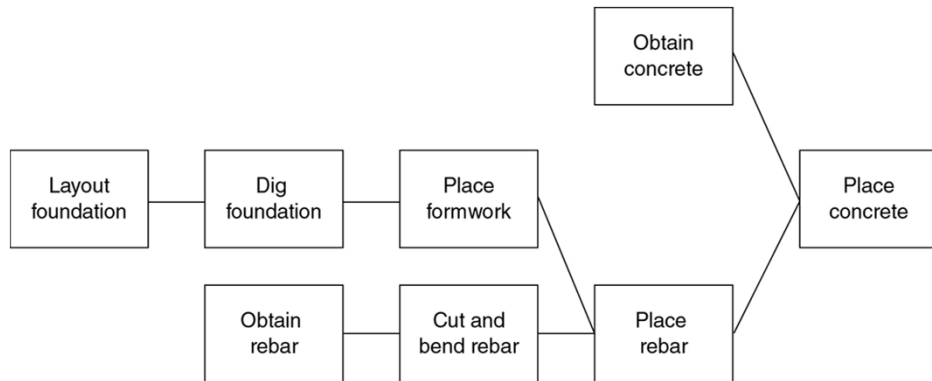 Obtain
concrete
Layout
foundation
Dig
foundation
Place
formwork
Place
concrete
Obtain
rebar
Cut and
bend rebar
Place
rebar